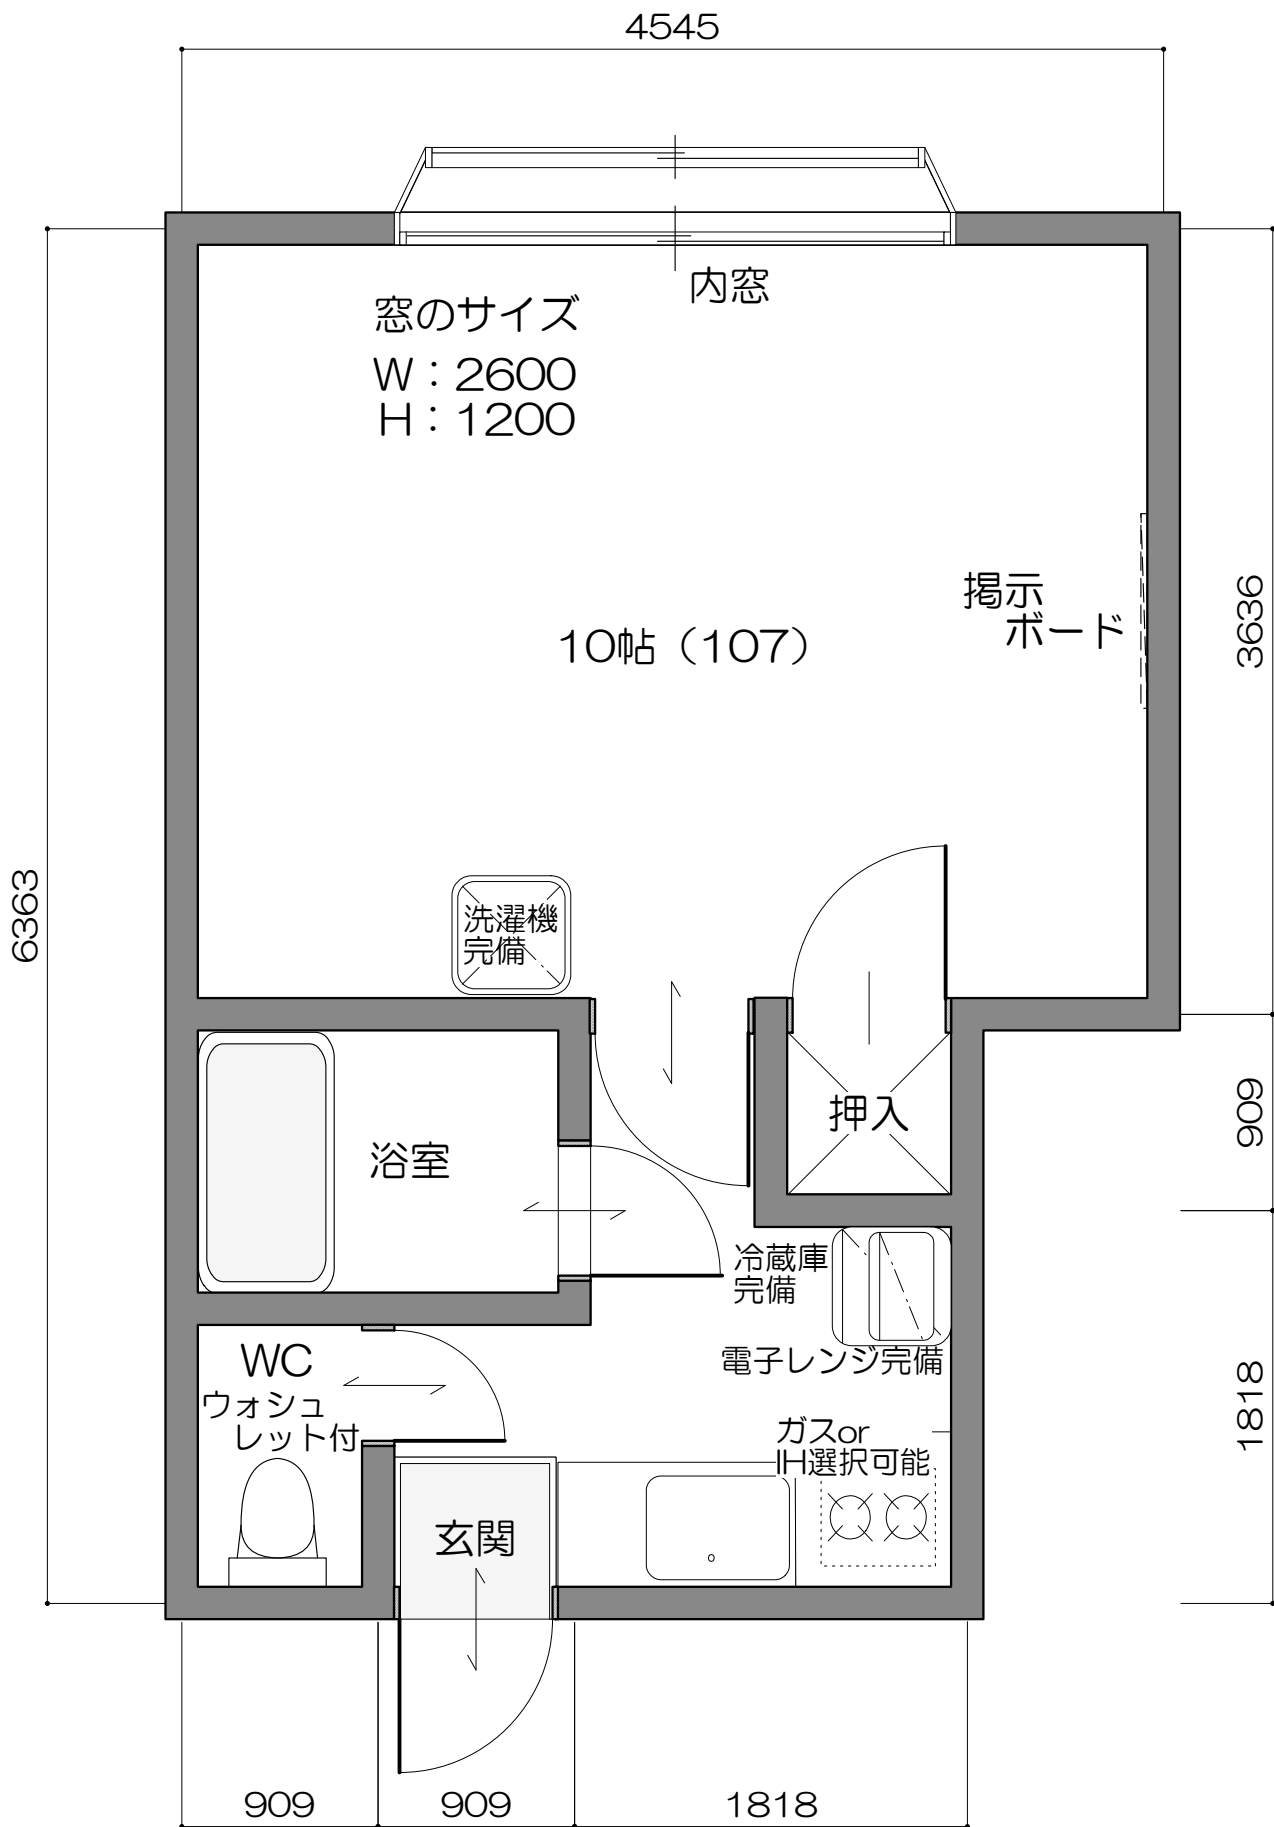 4545
内窓
窓のサイズ
W：2600
H：1200
掲示
ボード
3636
10帖（107）
6363
洗濯機
完備
押入
909
浴室
冷蔵庫
完備
電子レンジ完備
WC
ウォシュ
レット付
ガスor
IH選択可能
1818
玄関
909
909
1818